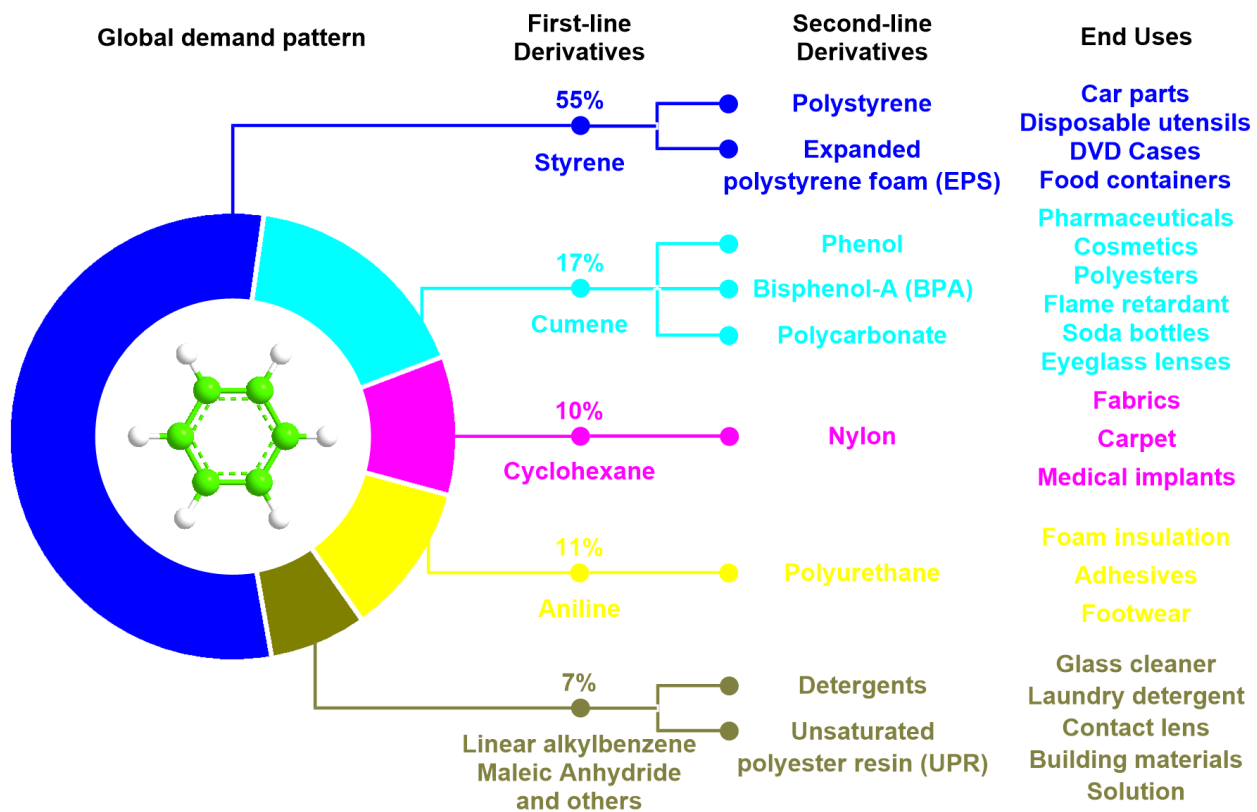 Global demand pattern
First-line
Derivatives
Second-line
Derivatives
End Uses
55%
Styrene
Polystyrene
Expanded
polystyrene foam (EPS)
Car parts
Disposable utensils
DVD Cases
Food containers
17%
Cumene
Phenol
Bisphenol-A (BPA)
Polycarbonate
Pharmaceuticals
Cosmetics
Polyesters
Flame retardant
Soda bottles
Eyeglass lenses
10%
Cyclohexane
Nylon
Fabrics
Carpet
Medical implants
11%
Aniline
Polyurethane
Foam insulation
Adhesives
Footwear
7%
Linear alkylbenzene
Maleic Anhydride
and others
Detergents
Unsaturated
polyester resin (UPR)
Glass cleaner
Laundry detergent
Contact lens
Building materials
Solution